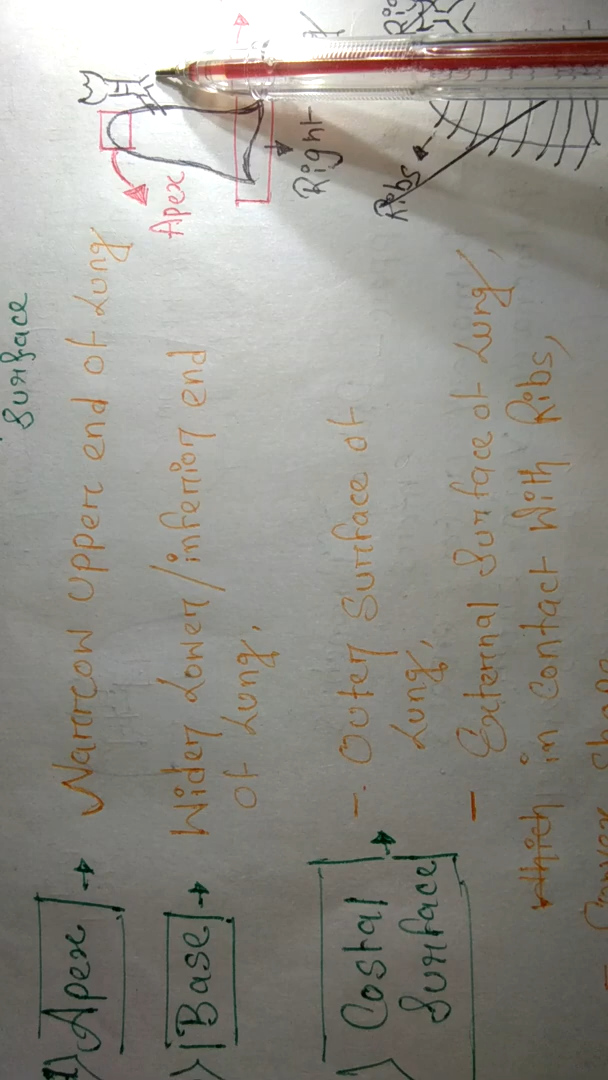 Surface
1) Apex → Narrow upper end of Lung
Base → Wider Lower/inferior end
of Lung.
Costal Surface → - Outer Surface of
Lung,
- External Surface of Lung,
which in contact with Ribs,
Apex
Right
Ribs